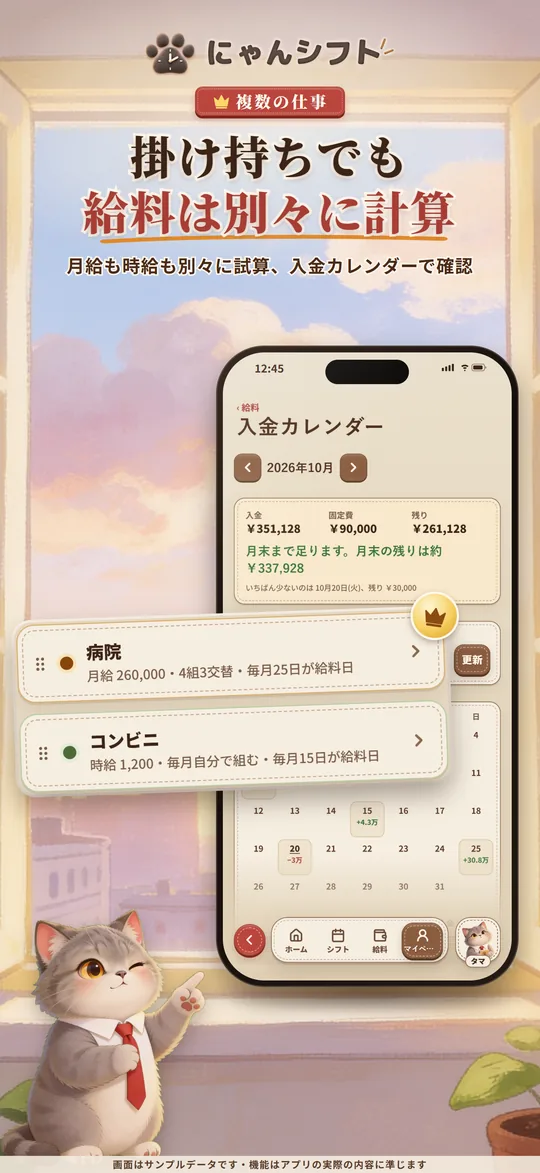 にゃんシフト
複数の仕事
掛け持ちでも
給料は別々に計算
月給も時給も別々に試算、入金カレンダーで確認
12:45
‹ 給料
入金カレンダー
2026年10月
入金 固定費 残り
¥351,128 ¥90,000 ¥261,128
月末まで足ります。月末の残りは約
¥337,928
いちばん少ないのは 10月20日(火)、残り ¥30,000
病院
月給 260,000・4組3交替・毎月25日が給料日
更新
コンビニ
時給 1,200・毎月自分で組む・毎月15日が給料日
日
4
11
12 13 14 15 16 17 18
+4.3万
19 20 21 22 23 24 25
−3万 +30.8万
26 27 28 29 30 31
ホーム シフト 給料 マイペ… タマ
画面はサンプルデータです・機能はアプリの実際の内容に準じます